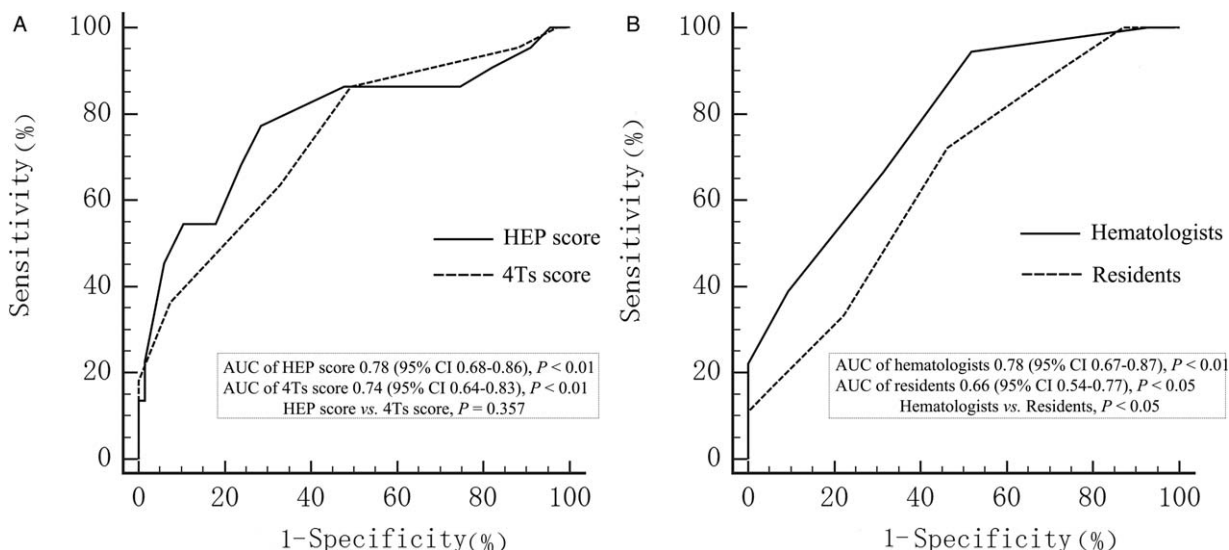 A
Sensitivity(%)
100
80
60
40
20
0
HEP score
4Ts score
AUC of HEP score 0.78 (95% CI 0.68-0.86), P < 0.01
AUC of 4Ts score 0.74 (95% CI 0.64-0.83), P < 0.01
HEP score vs. 4Ts score, P = 0.357
0 20 40 60 80 100
1-Specificity(%)
B
Sensitivity(%)
100
80
60
40
20
0
Hematologists
Residents
AUC of hematologists 0.78 (95% CI 0.67-0.87), P < 0.01
AUC of residents 0.66 (95% CI 0.54-0.77), P < 0.05
Hematologists vs. Residents, P < 0.05
0 20 40 60 80 100
1-Specificity(%)